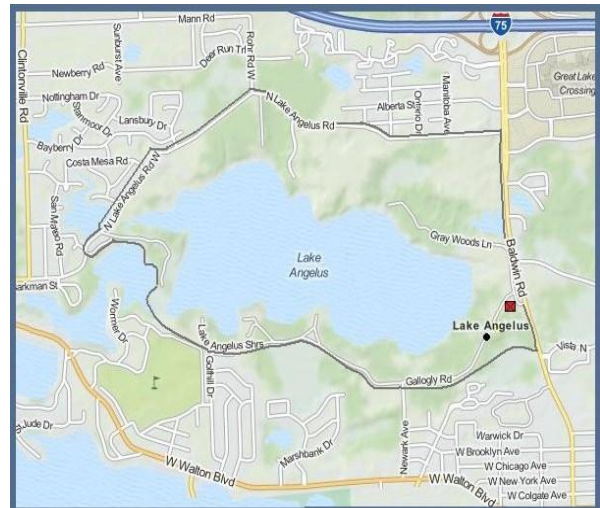 Mann Rd
75
Sunburst Ave
Rohr Rd W
Deer Run Trl
Clintonville Rd
Newberry Rd
Great Lake
Crossing
Nottingham Dr
Stanmoor Dr
Lansbury Dr
N Lake Angelus Rd
Alberta St
Ontario Dr
Manitoba Ave
Bayberry Dr
Costa Mesa Rd
N Lake Angelus Rd W
San Mateo Rd
Gray Woods Ln
Baldwin Rd
Lake
Angelus
arkman St
Wormer Dr
Lake Angelus
Lake Angelus Shrs
Vista N
Golfhill Dr
Gallogly Rd
Jude Dr
Newark Ave
Marshbank Dr
Warwick Dr
W Brooklyn Ave
W Chicago Ave
W New York Ave
W Colgate Ave
W Walton Blvd
W Walton Blvd